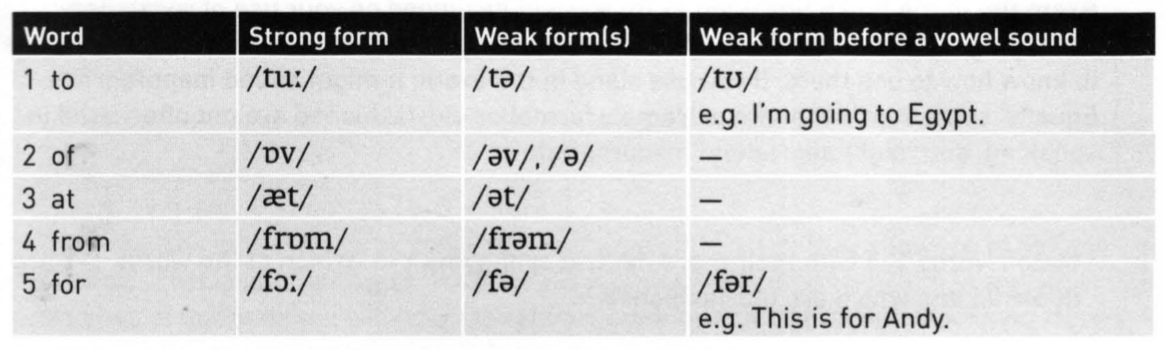 Word Strong form Weak form(s) Weak form before a vowel sound
1 to /tuː/ /tə/ /tʊ/
e.g. I'm going to Egypt.
2 of /ɒv/ /əv/, /ə/ –
3 at /æt/ /ət/ –
4 from /frɒm/ /frəm/ –
5 for /fɔː/ /fə/ /fər/
e.g. This is for Andy.